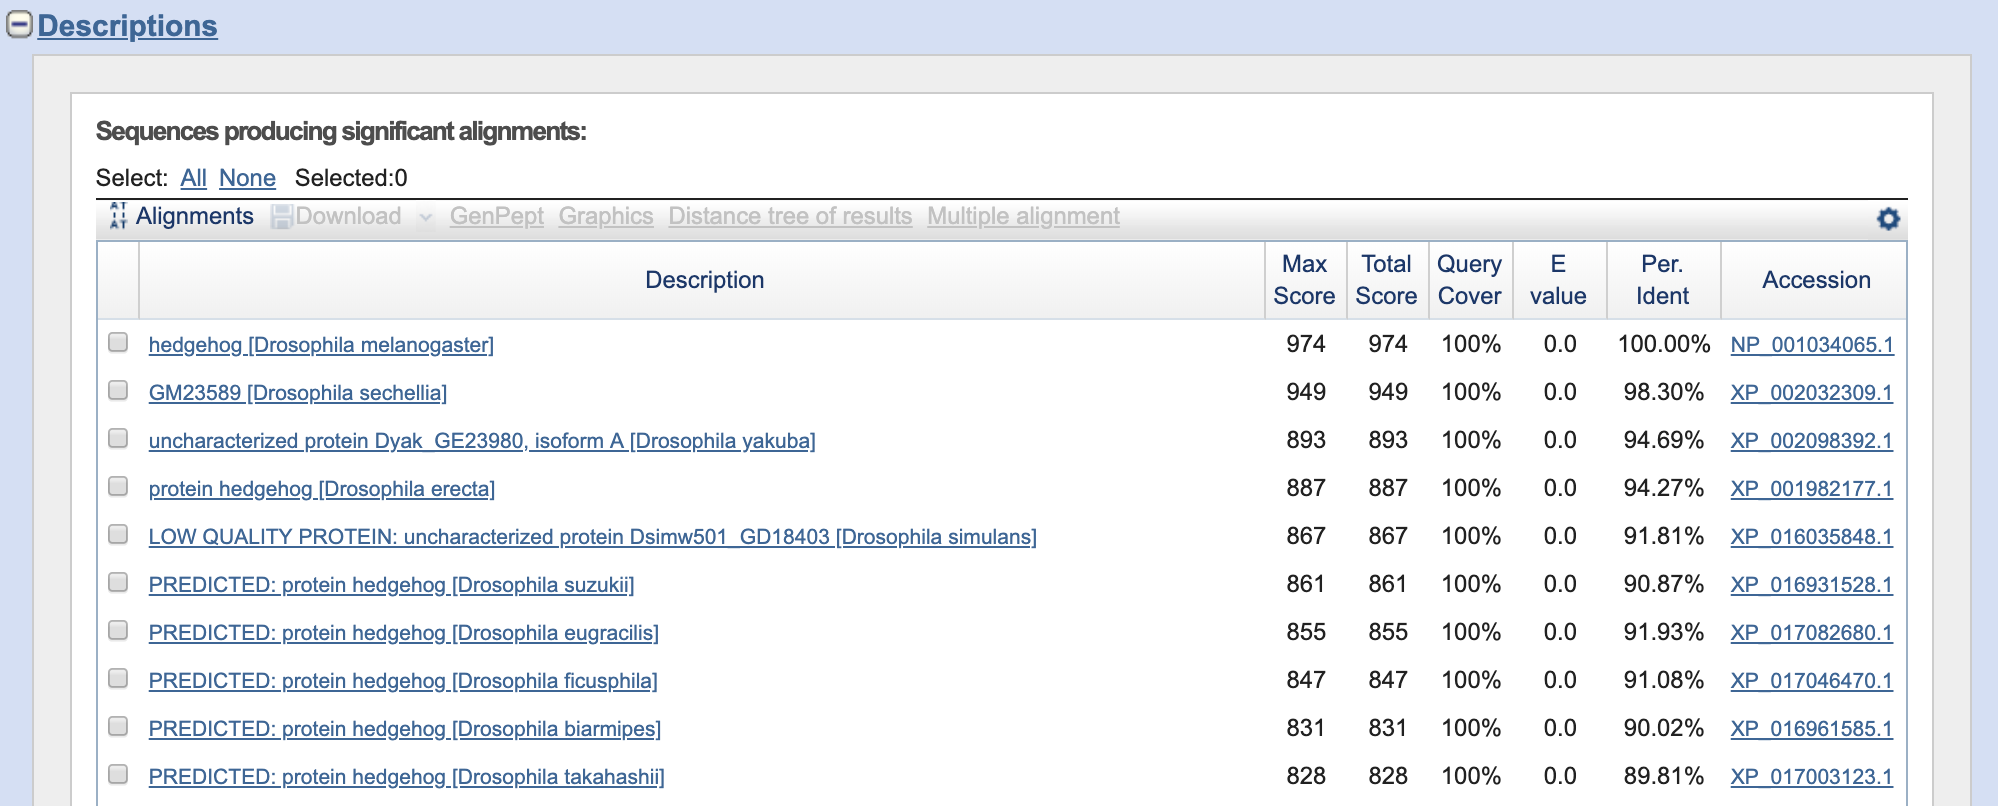 Descriptions
Sequences producing significant alignments:
Select: All None Selected:0
Alignments Download GenPept Graphics Distance tree of results Multiple alignment
Description Max Score Total Score Query Cover E value Per. Ident Accession
hedgehog [Drosophila melanogaster] 974 974 100% 0.0 100.00% NP_001034065.1
GM23589 [Drosophila sechellia] 949 949 100% 0.0 98.30% XP_002032309.1
uncharacterized protein Dyak_GE23980, isoform A [Drosophila yakuba] 893 893 100% 0.0 94.69% XP_002098392.1
protein hedgehog [Drosophila erecta] 887 887 100% 0.0 94.27% XP_001982177.1
LOW QUALITY PROTEIN: uncharacterized protein Dsimw501_GD18403 [Drosophila simulans] 867 867 100% 0.0 91.81% XP_016035848.1
PREDICTED: protein hedgehog [Drosophila suzukii] 861 861 100% 0.0 90.87% XP_016931528.1
PREDICTED: protein hedgehog [Drosophila eugracilis] 855 855 100% 0.0 91.93% XP_017082680.1
PREDICTED: protein hedgehog [Drosophila ficusphila] 847 847 100% 0.0 91.08% XP_017046470.1
PREDICTED: protein hedgehog [Drosophila biarmipes] 831 831 100% 0.0 90.02% XP_016961585.1
PREDICTED: protein hedgehog [Drosophila takahashii] 828 828 100% 0.0 89.81% XP_017003123.1